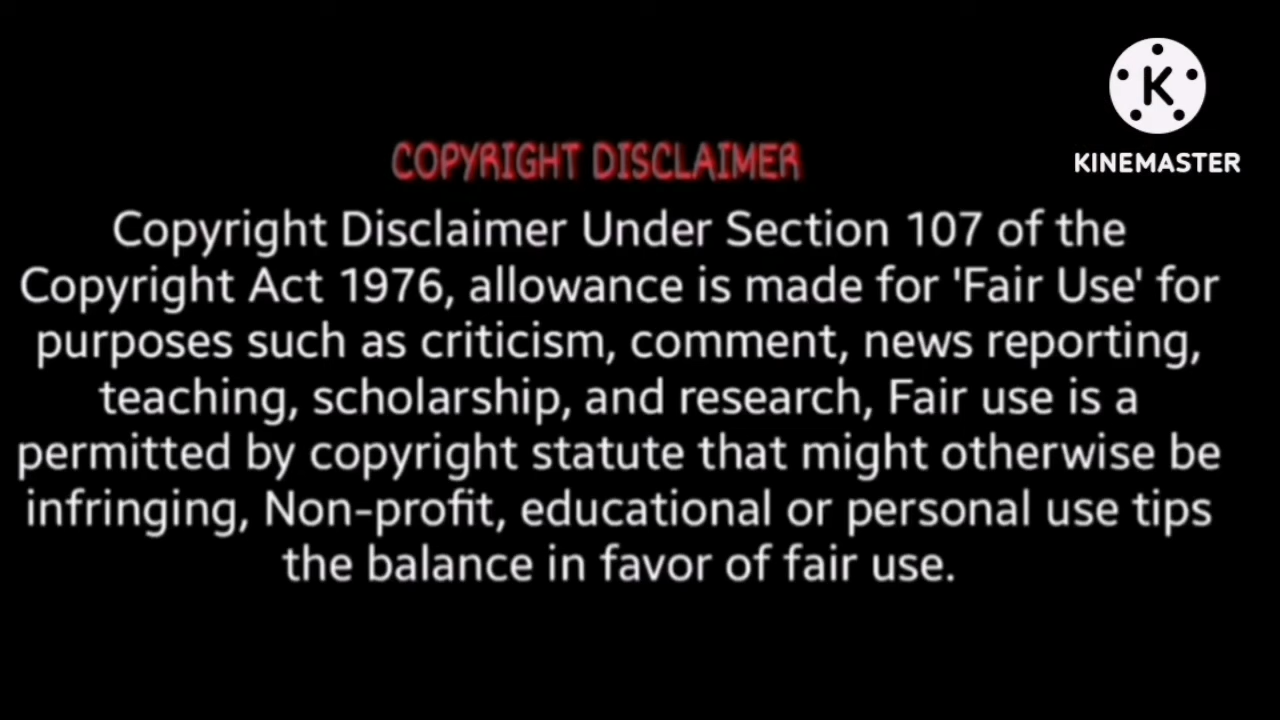 K
KINEMASTER
COPYRIGHT DISCLAIMER
Copyright Disclaimer Under Section 107 of the
Copyright Act 1976, allowance is made for 'Fair Use' for
purposes such as criticism, comment, news reporting,
teaching, scholarship, and research, Fair use is a
permitted by copyright statute that might otherwise be
infringing, Non-profit, educational or personal use tips
the balance in favor of fair use.